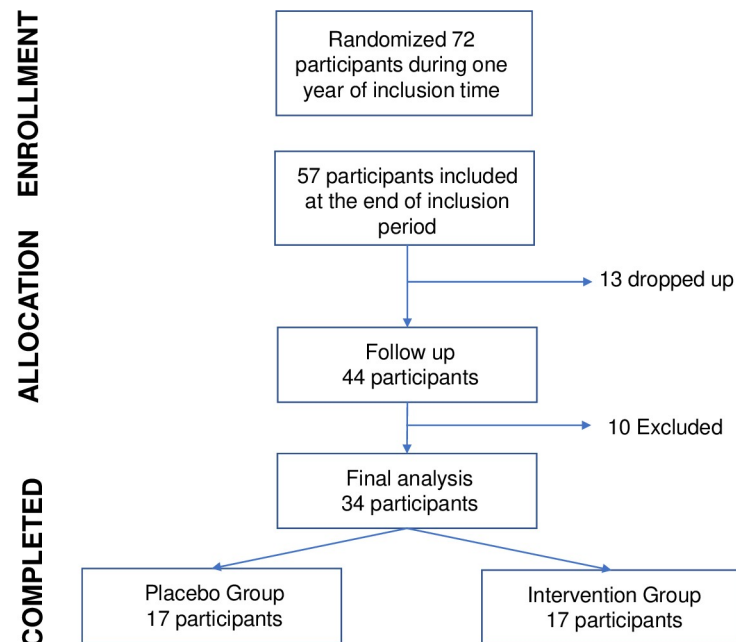 ENROLLMENT
Randomized 72
participants during one
year of inclusion time
57 participants included
at the end of inclusion
period
ALLOCATION
13 dropped up
Follow up
44 participants
10 Excluded
COMPLETED
Final analysis
34 participants
Placebo Group
17 participants
Intervention Group
17 participants